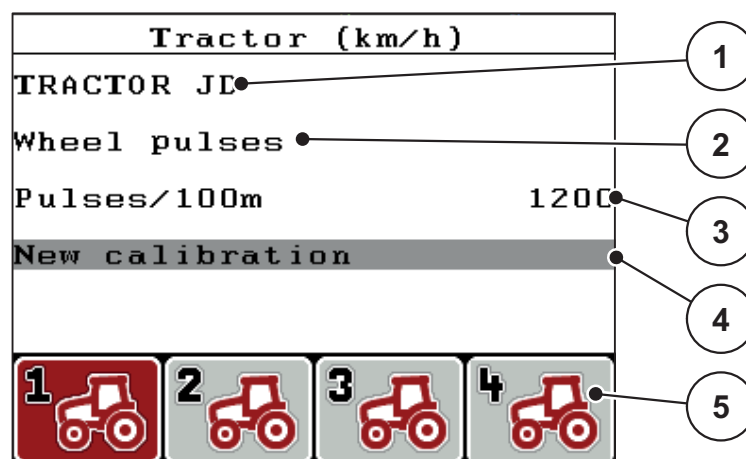 Tractor (km/h)
1
TRACTOR JD
Wheel pulses
2
Pulses/100m 1200
3
New calibration
4
1 2 3 4
5